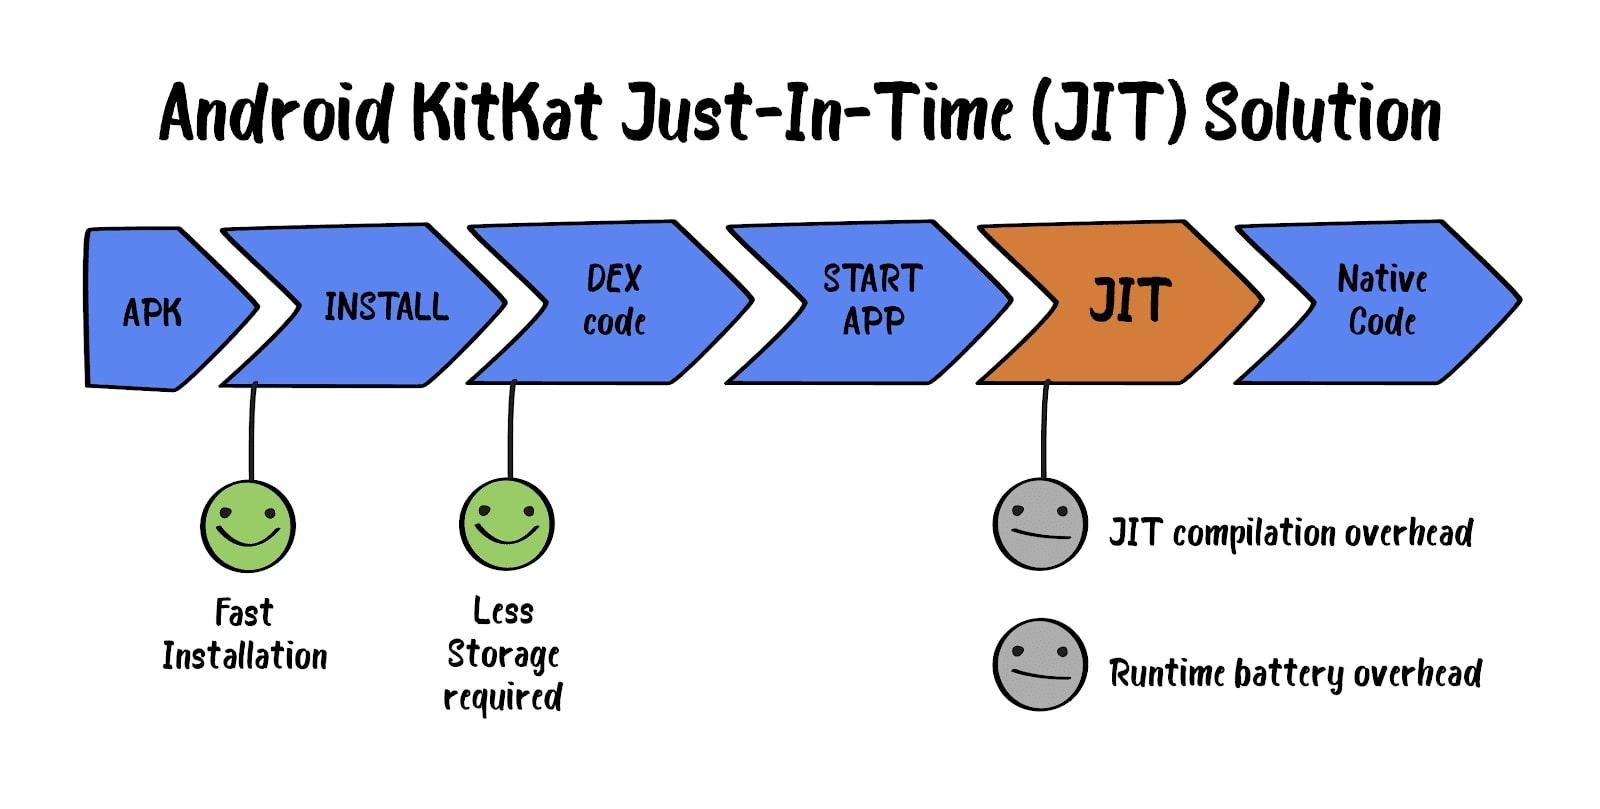 Android KitKat Just-In-Time (JIT) Solution
APK
INSTALL
DEX
code
START
APP
JIT
Native
Code
Fast
Installation
Less
Storage
required
JIT compilation overhead
Runtime battery overhead